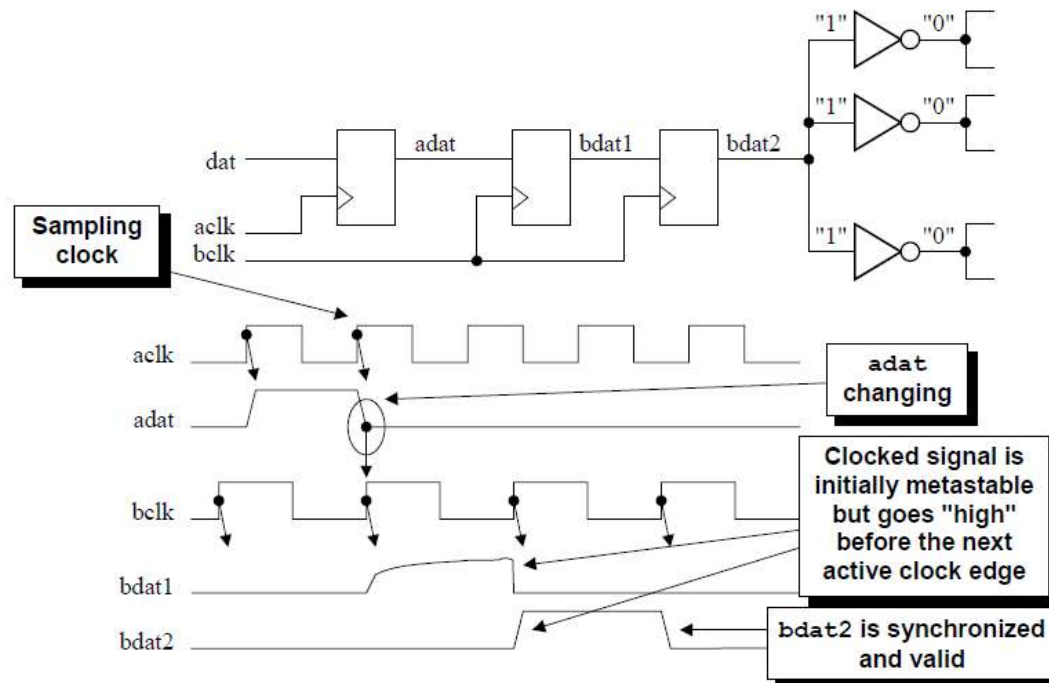 "1"
"0"
"1"
"0"
adat
bdat1
bdat2
dat
aclk
bclk
"1"
"0"
Sampling
clock
aclk
adat
changing
adat
Clocked signal is
initially metastable
but goes "high"
before the next
active clock edge
bclk
bdat1
bdat2
bdat2 is synchronized
and valid